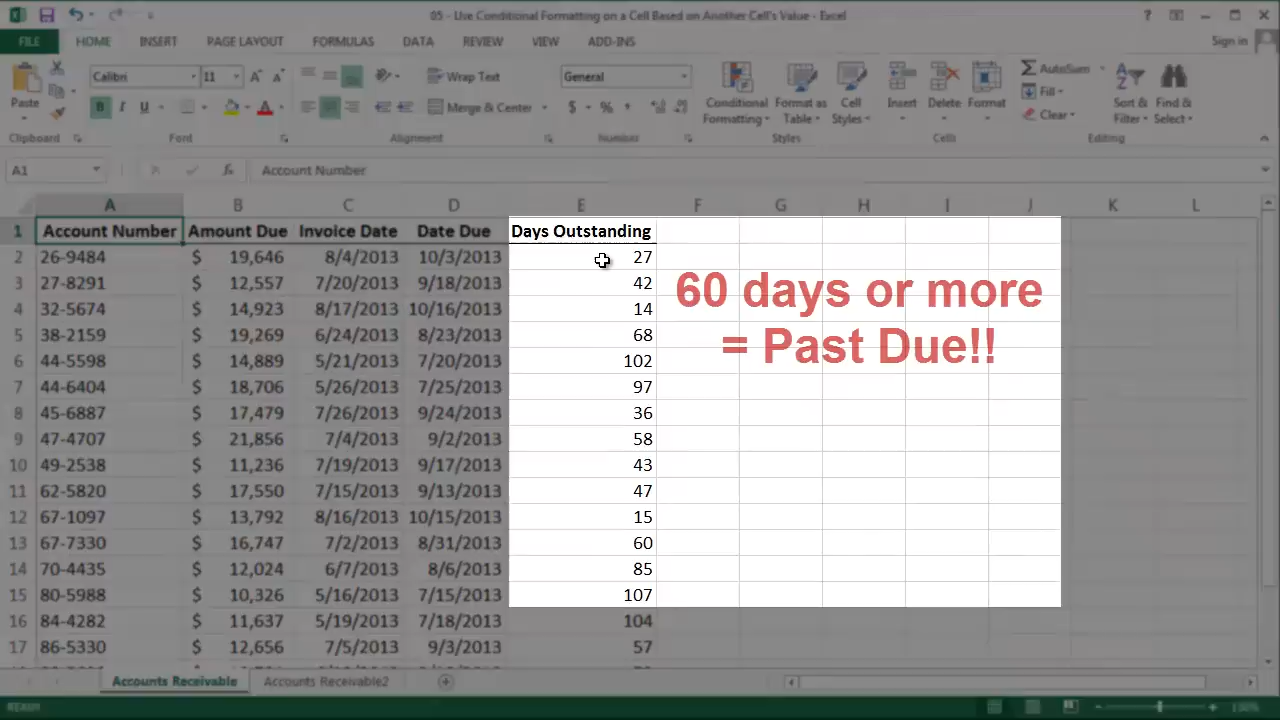 05 - Use Conditional Formatting on a Cell Based on Another Cell's Value - Excel
FILE HOME INSERT PAGE LAYOUT FORMULAS DATA REVIEW VIEW ADD-INS Sign in
Calibri 11 Wrap Text General AutoSum
Fill
Paste B I U Merge & Center $ % , Conditional Formatting Format as Table Cell Styles Insert Delete Format Clear Sort & Filter Find & Select
Clipboard Font Alignment Number Styles Cells Editing
A1 fx Account Number
A B C D E F G H I J K L
1 Account Number Amount Due Invoice Date Date Due Days Outstanding
2 26-9484 $ 19,646 8/4/2013 10/3/2013 27
3 27-8291 $ 12,557 7/20/2013 9/18/2013 42
60 days or more
4 32-5674 $ 14,923 8/17/2013 10/16/2013 14
5 38-2159 $ 19,269 6/24/2013 8/23/2013 68
= Past Due!!
6 44-5598 $ 14,889 5/21/2013 7/20/2013 102
7 44-6404 $ 18,706 5/26/2013 7/25/2013 97
8 45-6887 $ 17,479 7/26/2013 9/24/2013 36
9 47-4707 $ 21,856 7/4/2013 9/2/2013 58
10 49-2538 $ 11,236 7/19/2013 9/17/2013 43
11 62-5820 $ 17,550 7/15/2013 9/13/2013 47
12 67-1097 $ 13,792 8/16/2013 10/15/2013 15
13 67-7330 $ 16,747 7/2/2013 8/31/2013 60
14 70-4435 $ 12,024 6/7/2013 8/6/2013 85
15 80-5988 $ 10,326 5/16/2013 7/15/2013 107
16 84-4282 $ 11,637 5/19/2013 7/18/2013 104
17 86-5330 $ 12,656 7/5/2013 9/3/2013 57
Accounts Receivable Accounts Receivable2
READY